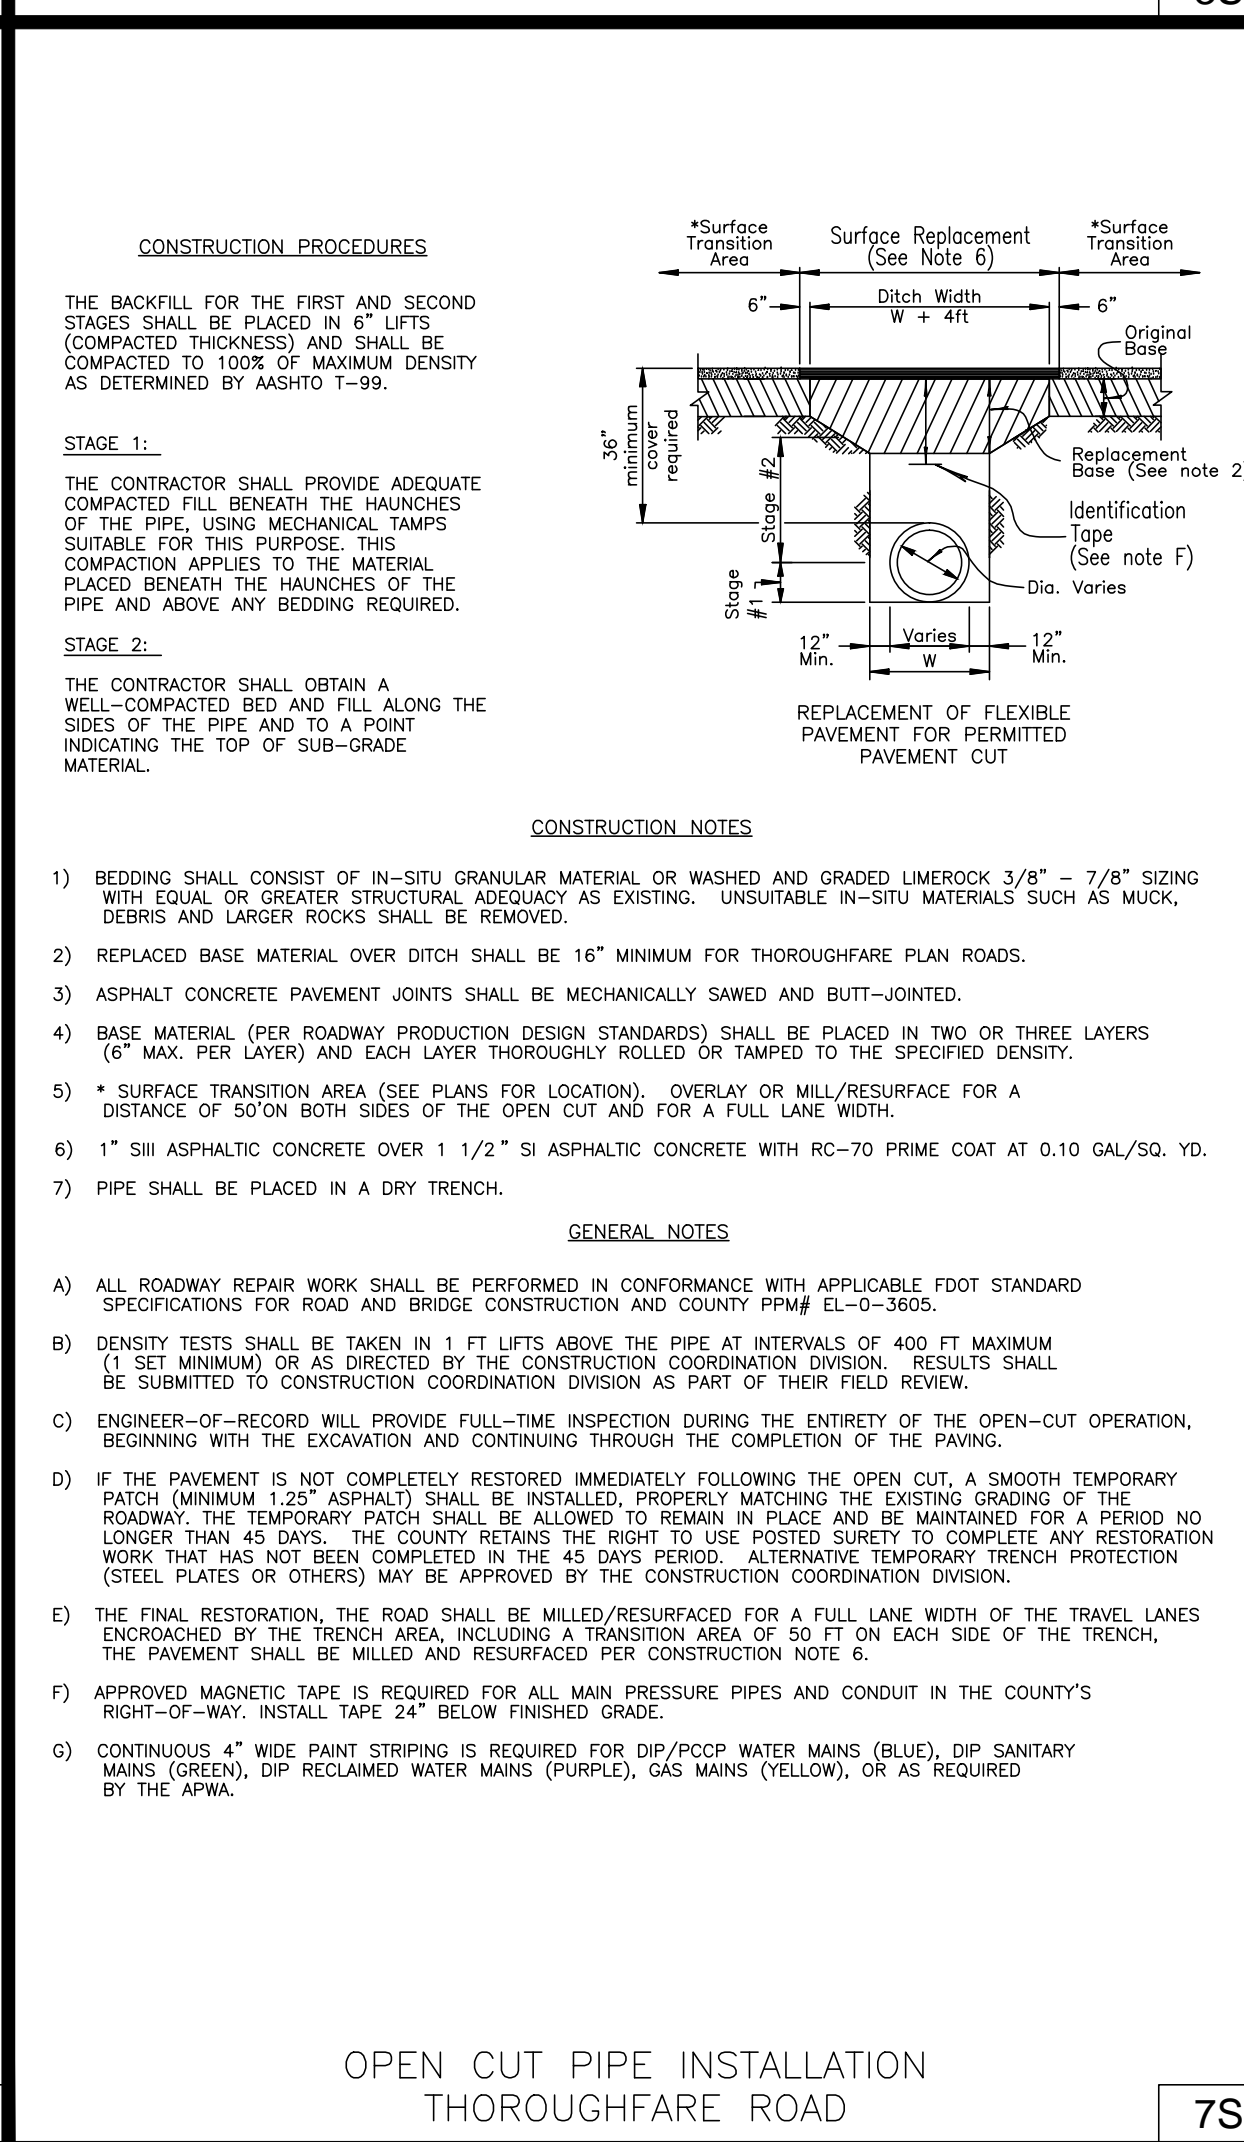 CONSTRUCTION PROCEDURES
THE BACKFILL FOR THE FIRST AND SECOND
STAGES SHALL BE PLACED IN 6" LIFTS
(COMPACTED THICKNESS) AND SHALL BE
COMPACTED TO 100% OF MAXIMUM DENSITY
AS DETERMINED BY AASHTO T-99.
STAGE 1:
THE CONTRACTOR SHALL PROVIDE ADEQUATE
COMPACTED FILL BENEATH THE HAUNCHES
OF THE PIPE, USING MECHANICAL TAMPS
SUITABLE FOR THIS PURPOSE. THIS
COMPACTION APPLIES TO THE MATERIAL
PLACED BENEATH THE HAUNCHES OF THE
PIPE AND ABOVE ANY BEDDING REQUIRED.
STAGE 2:
THE CONTRACTOR SHALL OBTAIN A
WELL-COMPACTED BED AND FILL ALONG THE
SIDES OF THE PIPE AND TO A POINT
INDICATING THE TOP OF SUB-GRADE
MATERIAL.
*Surface
Transition
Area
Surface Replacement
(See Note 6)
*Surface
Transition
Area
6"
Ditch Width
W + 4ft
6"
Original
Base
36"
minimum
cover
required
Stage #2
Stage
#1
Replacement
Base (See note 2)
Identification
Tape
(See note F)
Dia. Varies
12"
Min.
Varies
W
12"
Min.
REPLACEMENT OF FLEXIBLE
PAVEMENT FOR PERMITTED
PAVEMENT CUT
CONSTRUCTION NOTES
1) BEDDING SHALL CONSIST OF IN-SITU GRANULAR MATERIAL OR WASHED AND GRADED LIMEROCK 3/8" - 7/8" SIZING
WITH EQUAL OR GREATER STRUCTURAL ADEQUACY AS EXISTING. UNSUITABLE IN-SITU MATERIALS SUCH AS MUCK,
DEBRIS AND LARGER ROCKS SHALL BE REMOVED.
2) REPLACED BASE MATERIAL OVER DITCH SHALL BE 16" MINIMUM FOR THOROUGHFARE PLAN ROADS.
3) ASPHALT CONCRETE PAVEMENT JOINTS SHALL BE MECHANICALLY SAWED AND BUTT-JOINTED.
4) BASE MATERIAL (PER ROADWAY PRODUCTION DESIGN STANDARDS) SHALL BE PLACED IN TWO OR THREE LAYERS
(6" MAX. PER LAYER) AND EACH LAYER THOROUGHLY ROLLED OR TAMPED TO THE SPECIFIED DENSITY.
5) * SURFACE TRANSITION AREA (SEE PLANS FOR LOCATION). OVERLAY OR MILL/RESURFACE FOR A
DISTANCE OF 50'ON BOTH SIDES OF THE OPEN CUT AND FOR A FULL LANE WIDTH.
6) 1" SIII ASPHALTIC CONCRETE OVER 1 1/2" SI ASPHALTIC CONCRETE WITH RC-70 PRIME COAT AT 0.10 GAL/SQ. YD.
7) PIPE SHALL BE PLACED IN A DRY TRENCH.
GENERAL NOTES
A) ALL ROADWAY REPAIR WORK SHALL BE PERFORMED IN CONFORMANCE WITH APPLICABLE FDOT STANDARD
SPECIFICATIONS FOR ROAD AND BRIDGE CONSTRUCTION AND COUNTY PPM# EL-0-3605.
B) DENSITY TESTS SHALL BE TAKEN IN 1 FT LIFTS ABOVE THE PIPE AT INTERVALS OF 400 FT MAXIMUM
(1 SET MINIMUM) OR AS DIRECTED BY THE CONSTRUCTION COORDINATION DIVISION. RESULTS SHALL
BE SUBMITTED TO CONSTRUCTION COORDINATION DIVISION AS PART OF THEIR FIELD REVIEW.
C) ENGINEER-OF-RECORD WILL PROVIDE FULL-TIME INSPECTION DURING THE ENTIRETY OF THE OPEN-CUT OPERATION,
BEGINNING WITH THE EXCAVATION AND CONTINUING THROUGH THE COMPLETION OF THE PAVING.
D) IF THE PAVEMENT IS NOT COMPLETELY RESTORED IMMEDIATELY FOLLOWING THE OPEN CUT, A SMOOTH TEMPORARY
PATCH (MINIMUM 1.25" ASPHALT) SHALL BE INSTALLED, PROPERLY MATCHING THE EXISTING GRADING OF THE
ROADWAY. THE TEMPORARY PATCH SHALL BE ALLOWED TO REMAIN IN PLACE AND BE MAINTAINED FOR A PERIOD NO
LONGER THAN 45 DAYS. THE COUNTY RETAINS THE RIGHT TO USE POSTED SURETY TO COMPLETE ANY RESTORATION
WORK THAT HAS NOT BEEN COMPLETED IN THE 45 DAYS PERIOD. ALTERNATIVE TEMPORARY TRENCH PROTECTION
(STEEL PLATES OR OTHERS) MAY BE APPROVED BY THE CONSTRUCTION COORDINATION DIVISION.
E) THE FINAL RESTORATION, THE ROAD SHALL BE MILLED/RESURFACED FOR A FULL LANE WIDTH OF THE TRAVEL LANES
ENCROACHED BY THE TRENCH AREA, INCLUDING A TRANSITION AREA OF 50 FT ON EACH SIDE OF THE TRENCH,
THE PAVEMENT SHALL BE MILLED AND RESURFACED PER CONSTRUCTION NOTE 6.
F) APPROVED MAGNETIC TAPE IS REQUIRED FOR ALL MAIN PRESSURE PIPES AND CONDUIT IN THE COUNTY'S
RIGHT-OF-WAY. INSTALL TAPE 24" BELOW FINISHED GRADE.
G) CONTINUOUS 4" WIDE PAINT STRIPING IS REQUIRED FOR DIP/PCCP WATER MAINS (BLUE), DIP SANITARY
MAINS (GREEN), DIP RECLAIMED WATER MAINS (PURPLE), GAS MAINS (YELLOW), OR AS REQUIRED
BY THE APWA.
OPEN CUT PIPE INSTALLATION
THOROUGHFARE ROAD
7S